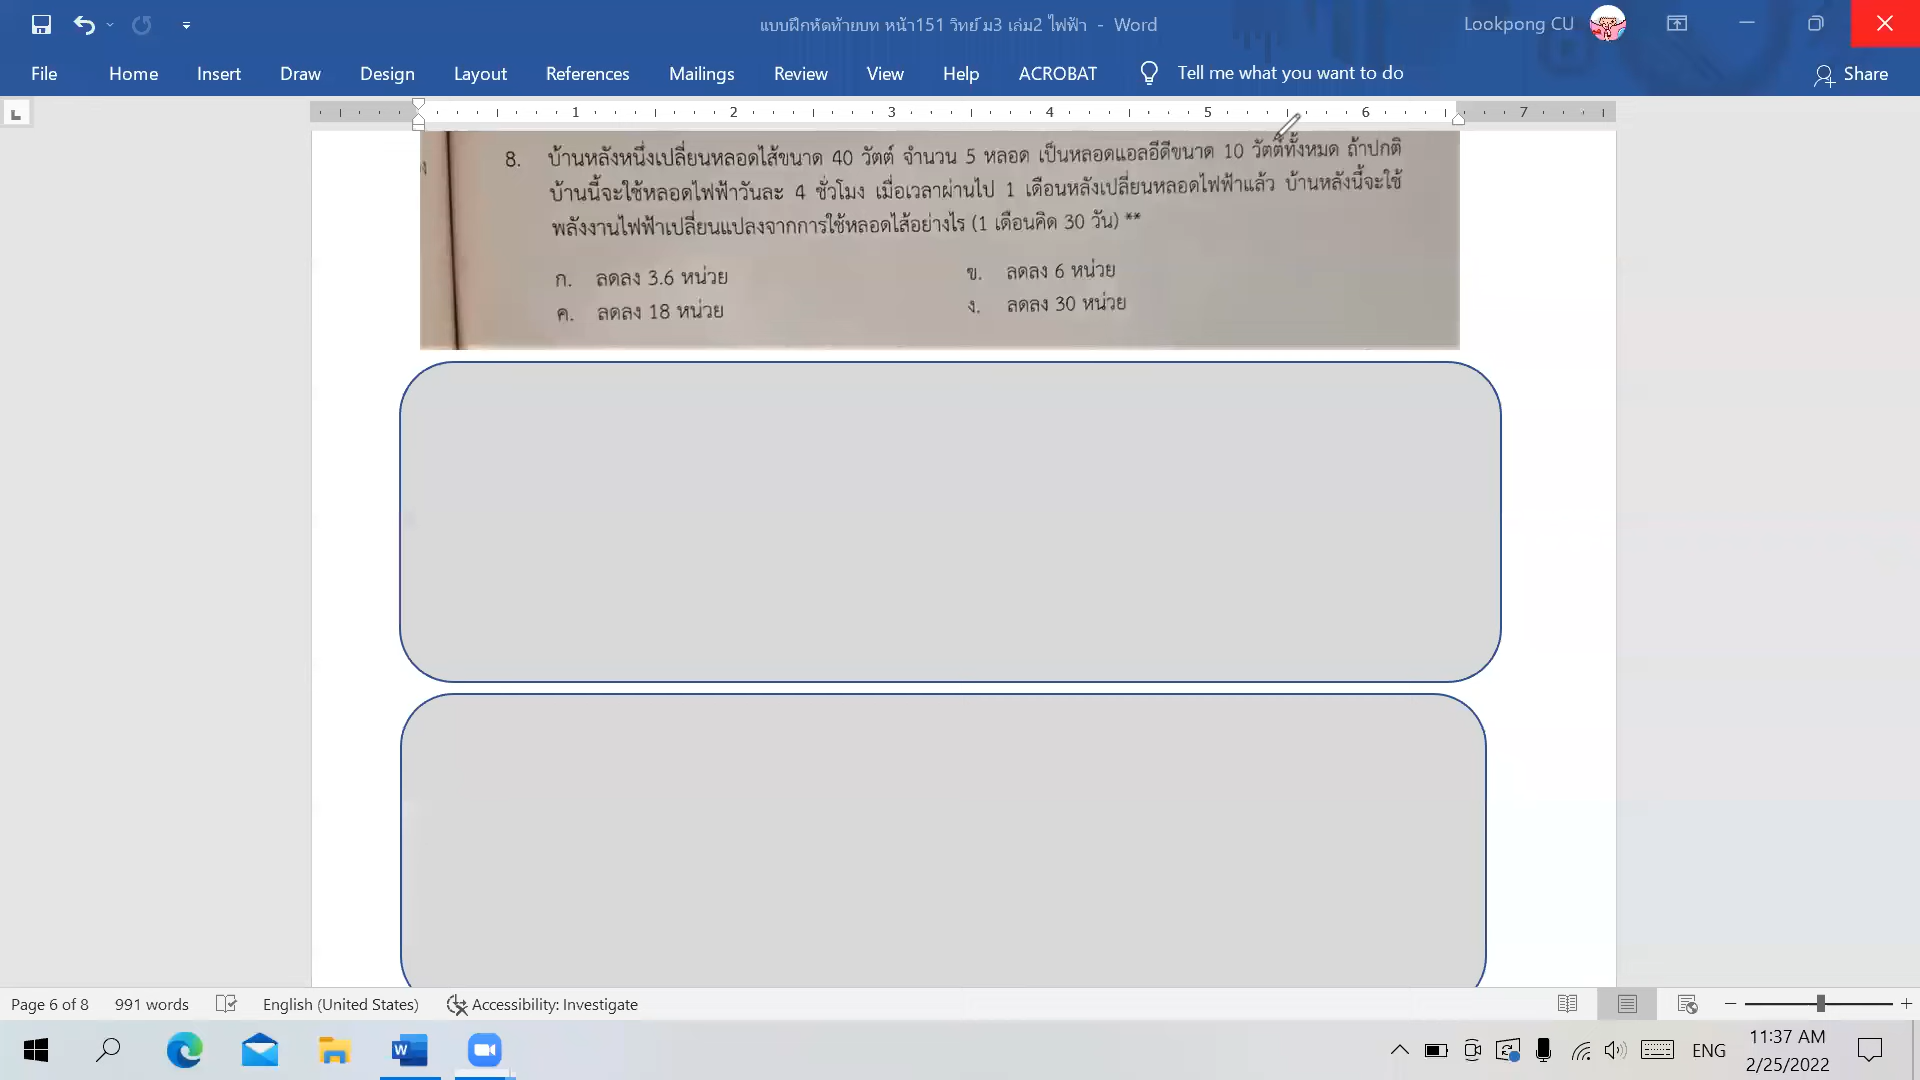 แบบฝึกหัดท้ายบท หน้า151 วิทย์ ม3 เล่ม2 ไฟฟ้า - Word
Lookpong CU
File Home Insert Draw Design Layout References Mailings Review View Help ACROBAT Tell me what you want to do Share
1 2 3 4 5 6 7
8. บ้านหลังหนึ่งเปลี่ยนหลอดไส้ขนาด 40 วัตต์ จำนวน 5 หลอด เป็นหลอดแอลอีดีขนาด 10 วัตต์ทั้งหมด ถ้าปกติ
บ้านนี้จะใช้หลอดไฟฟ้าวันละ 4 ชั่วโมง เมื่อเวลาผ่านไป 1 เดือนหลังเปลี่ยนหลอดไฟฟ้าแล้ว บ้านหลังนี้จะใช้
พลังงานไฟฟ้าเปลี่ยนแปลงจากการใช้หลอดไส้อย่างไร (1 เดือนคิด 30 วัน) **
ก. ลดลง 3.6 หน่วย ข. ลดลง 6 หน่วย
ค. ลดลง 18 หน่วย ง. ลดลง 30 หน่วย
Page 6 of 8 991 words English (United States) Accessibility: Investigate
ENG
11:37 AM
2/25/2022